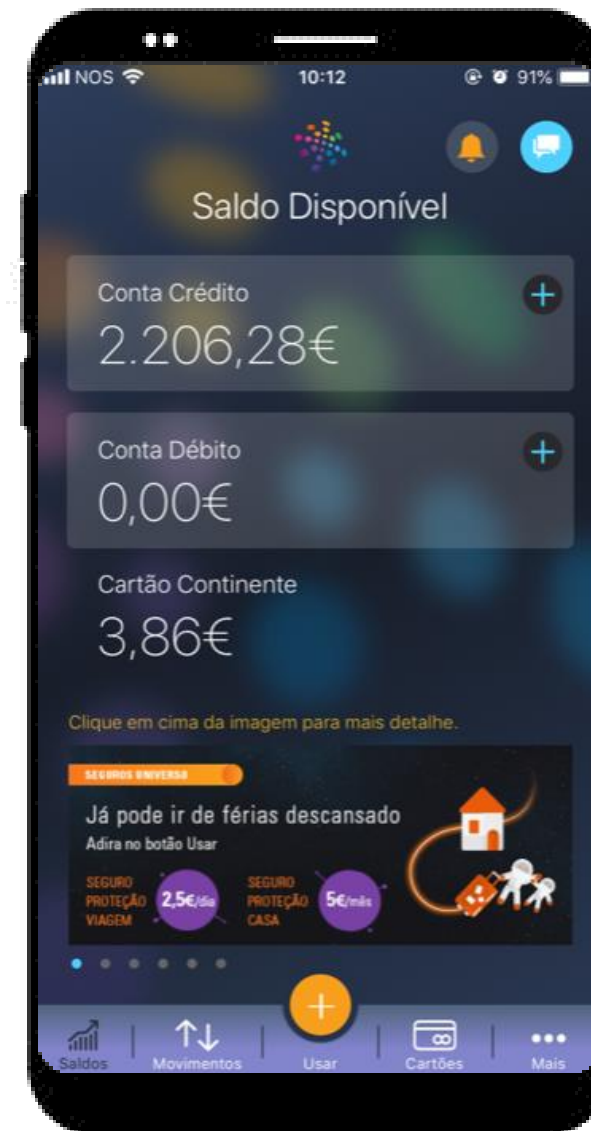 NOS 10:12 91%
Saldo Disponível
Conta Crédito
2.206,28€
Conta Débito
0,00€
Cartão Continente
3,86€
Clique em cima da imagem para mais detalhe.
SEGUROS UNIVERSO
Já pode ir de férias descansado
Adira no botão Usar
SEGURO
PROTEÇÃO
VIAGEM
2,5€/dia
SEGURO
PROTEÇÃO
CASA
5€/mês
Saldos
Movimentos
Usar
Cartões
Mais